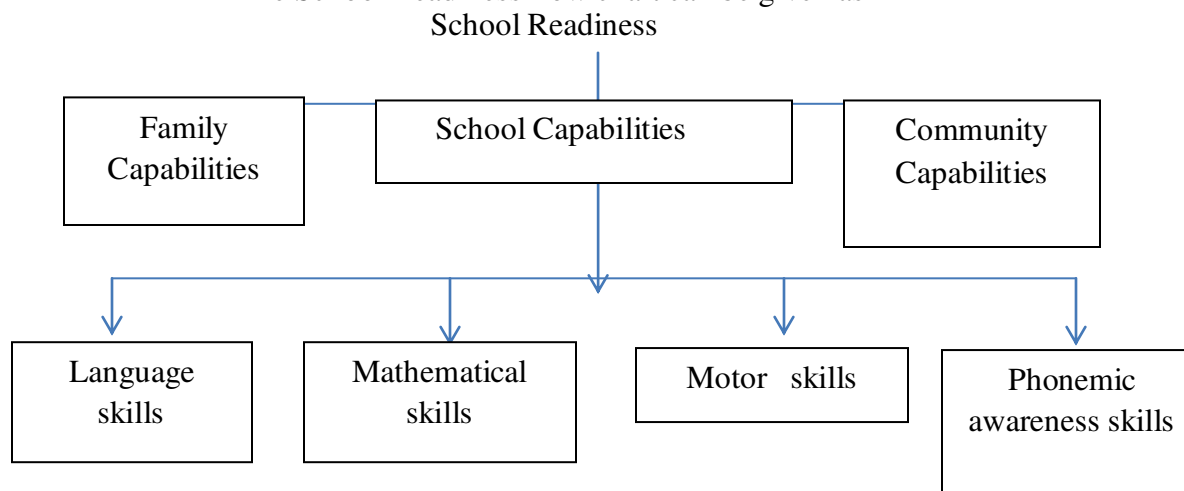 School Readiness
Family
Capabilities
School Capabilities
Community
Capabilities
Language
skills
Mathematical
skills
Motor skills
Phonemic
awareness skills